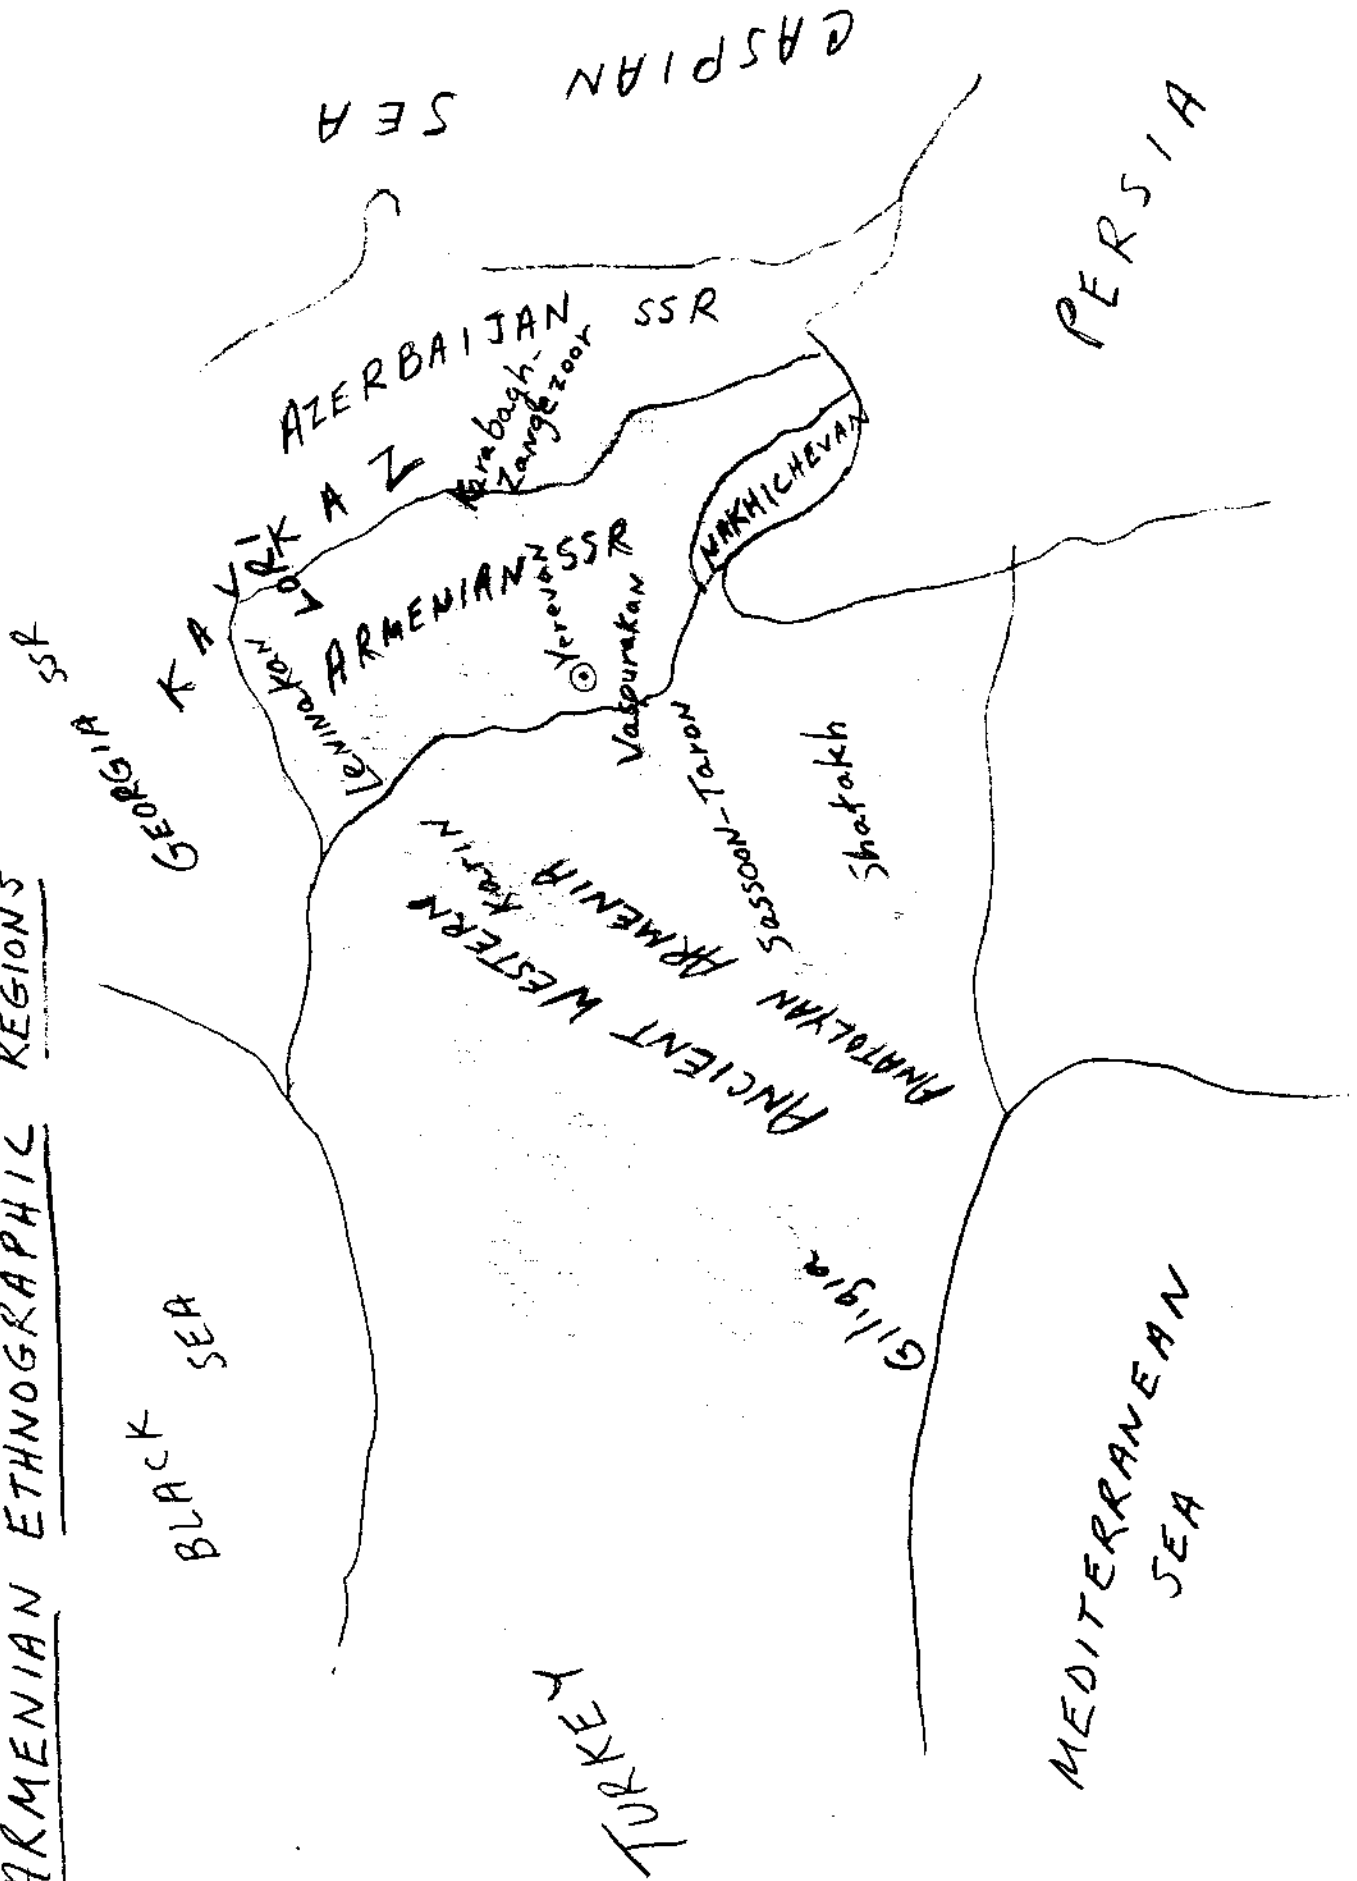 ARMENIAN ETHNOGRAPHIC REGIONS
BLACK SEA
GEORGIA SSR
KAVKAZ
LORI
LENINAKAN
ARMENIAN SSR
Yerevan
AZERBAIJAN SSR
Karabagh-
Zangezoor
CASPIAN SEA
NAKHICHEVAN
PERSIA
Vaspurakan
Karin
ANCIENT WESTERN
ARMENIA
Sassoon-Taron
Shatakh
ANATOLYAN
Giligia
TURKEY
MEDITERRANEAN
SEA